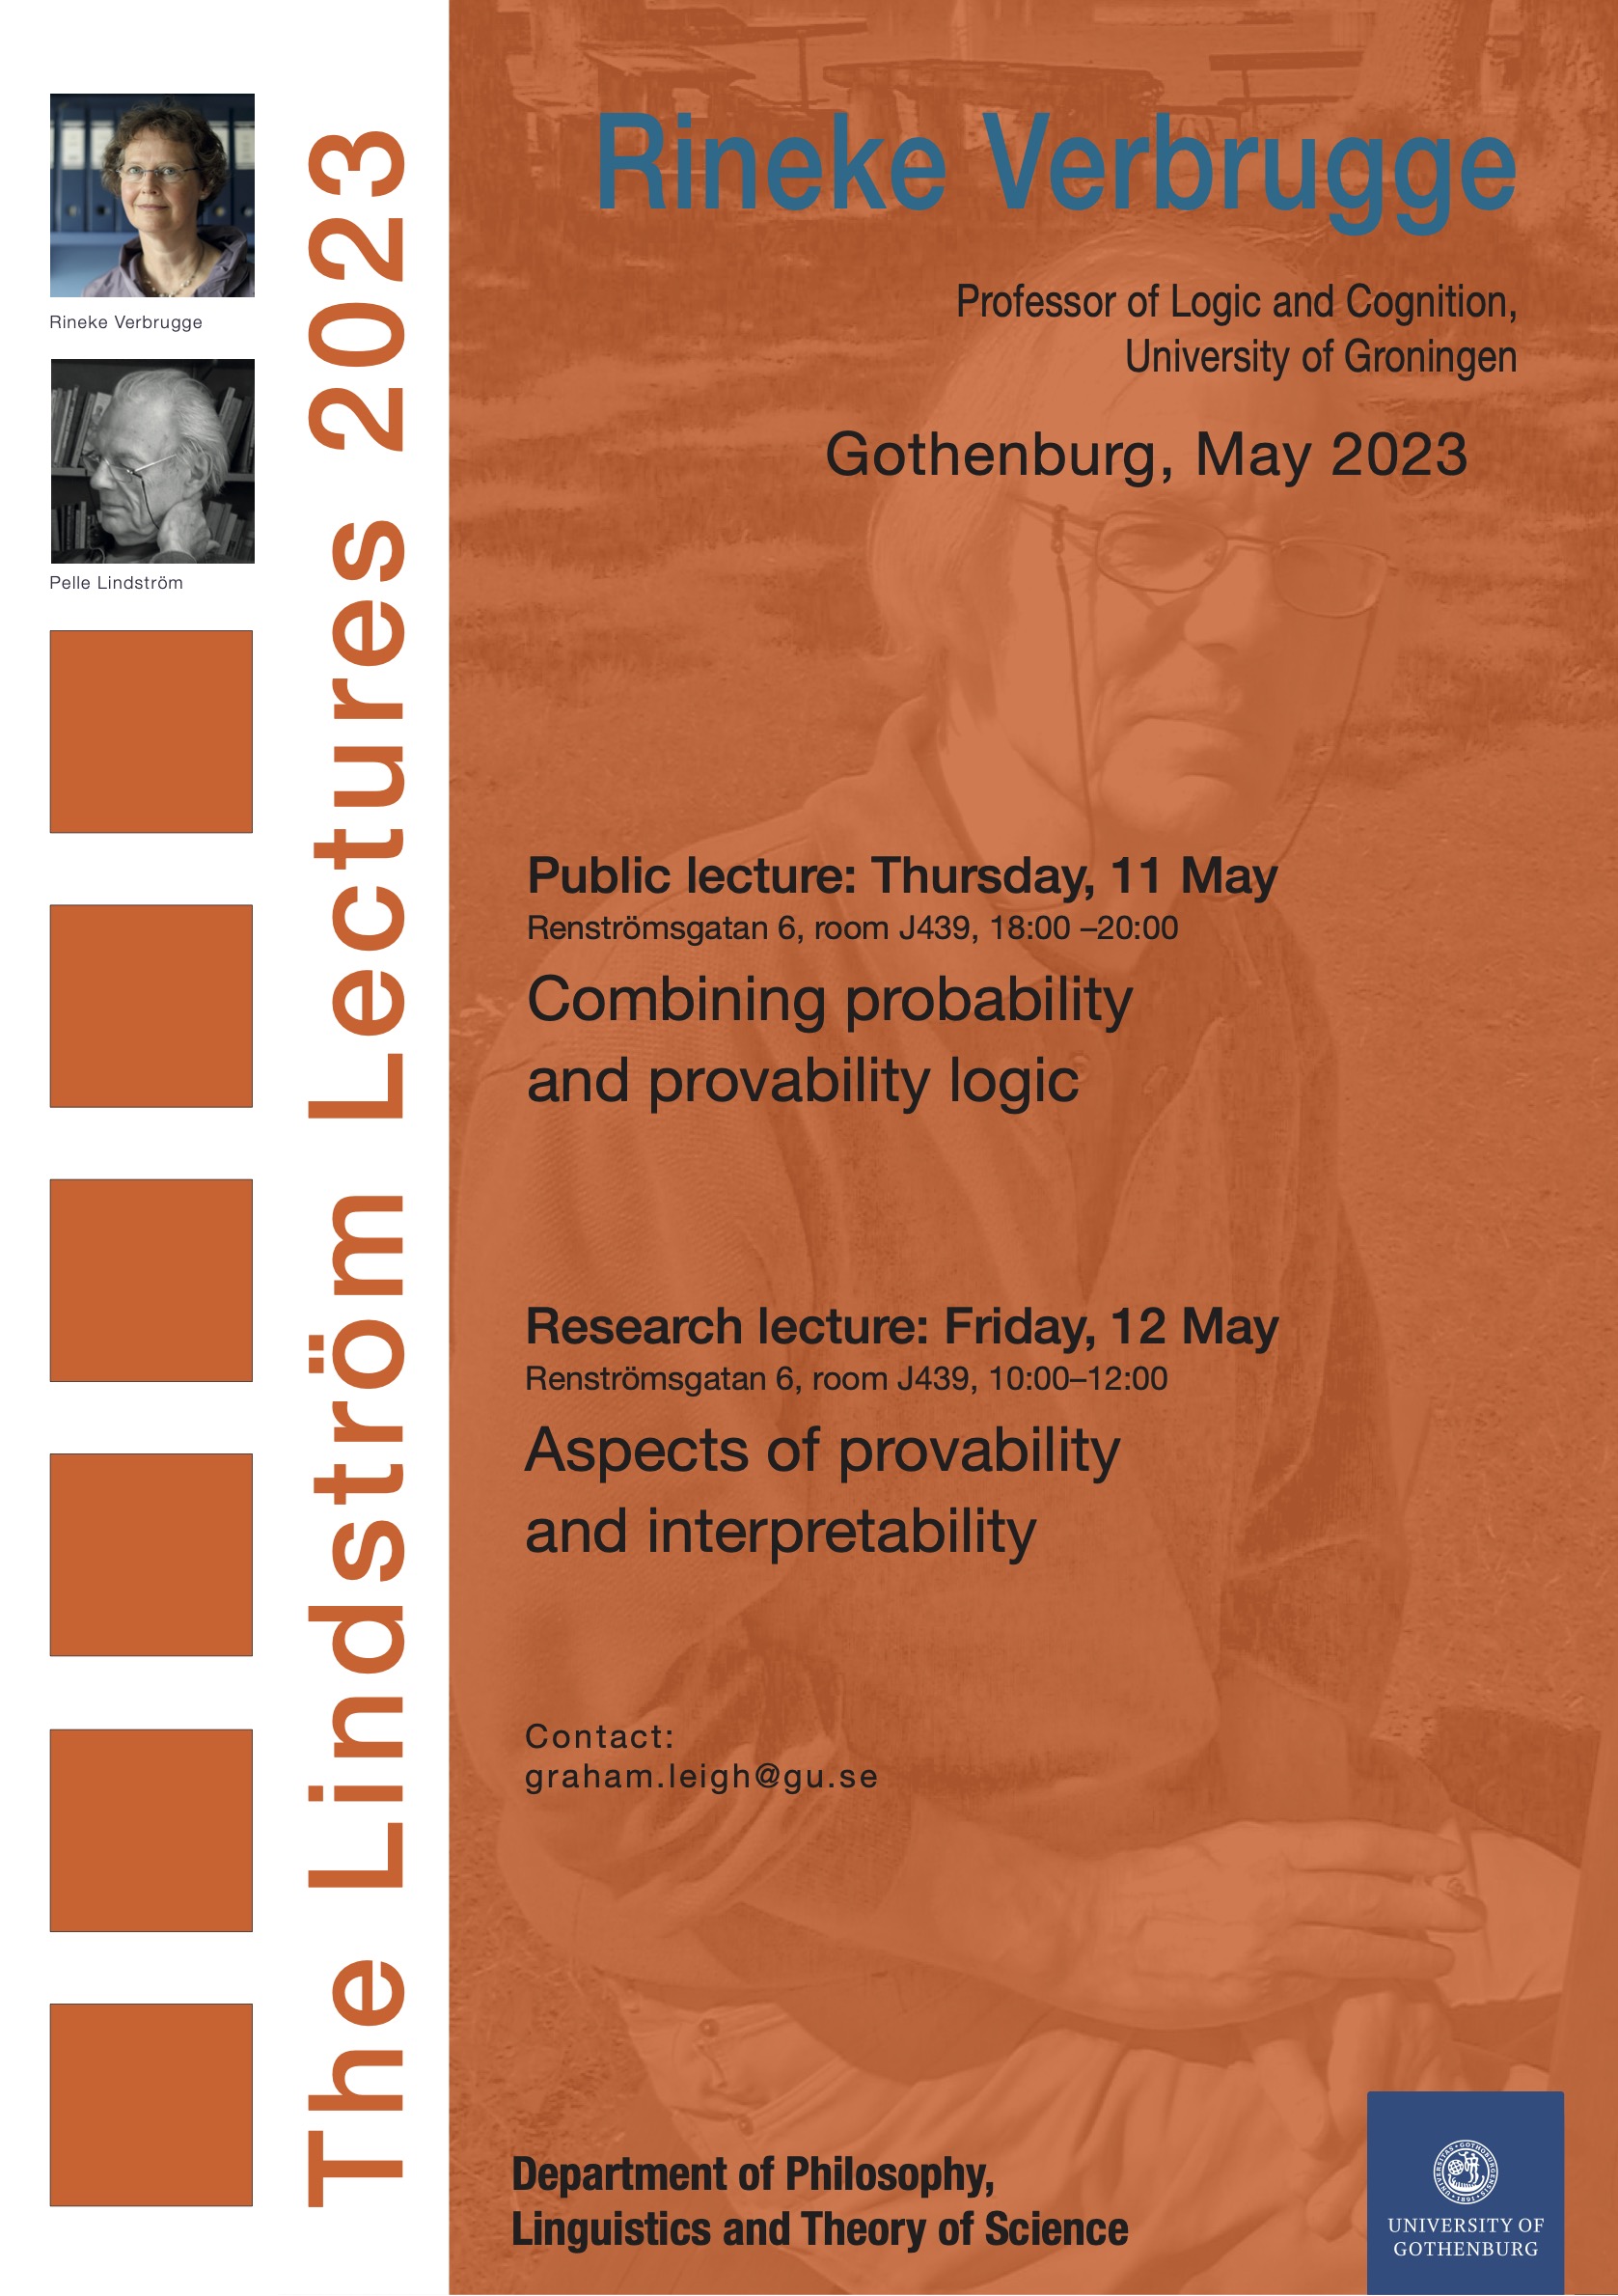 Rineke Verbrugge
Pelle Lindström
The Lindström Lectures 2023
Rineke Verbrugge
Professor of Logic and Cognition,
University of Groningen
Gothenburg, May 2023
Public lecture: Thursday, 11 May
Renströmsgatan 6, room J439, 18:00 –20:00
Combining probability
and provability logic
Research lecture: Friday, 12 May
Renströmsgatan 6, room J439, 10:00–12:00
Aspects of provability
and interpretability
Contact:
graham.leigh@gu.se
Department of Philosophy,
Linguistics and Theory of Science
UNIVERSITY OF
GOTHENBURG